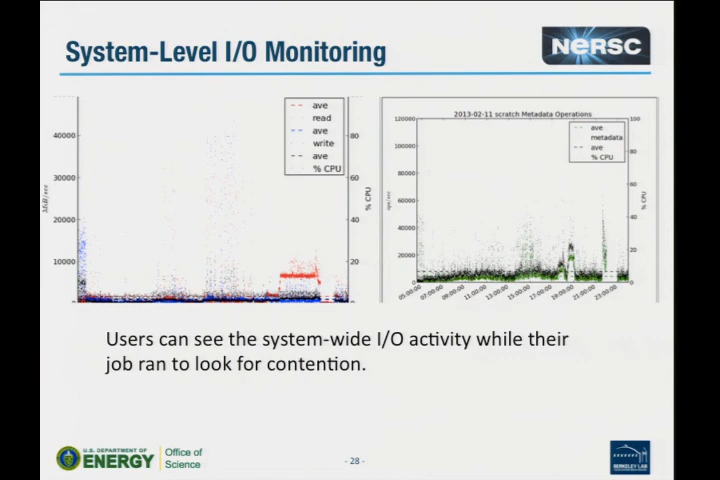 System-Level I/O Monitoring
NERSC
ave
read
ave
write
ave
% CPU
40000
30000
20000
10000
80
60
40
20
MiB/sec
% CPU
2013-02-11 scratch Metadata Operations
ave
metadata
ave
% CPU
120000
100000
80000
60000
40000
20000
0
100
80
60
40
20
0
ops/sec
% CPU
05:00:00 07:00:00 09:00:00 11:00:00 13:00:00 15:00:00 17:00:00 19:00:00 21:00:00 23:00:00
Users can see the system-wide I/O activity while their
job ran to look for contention.
U.S. DEPARTMENT OF
ENERGY
Office of
Science
- 28 -
BERKELEY LAB